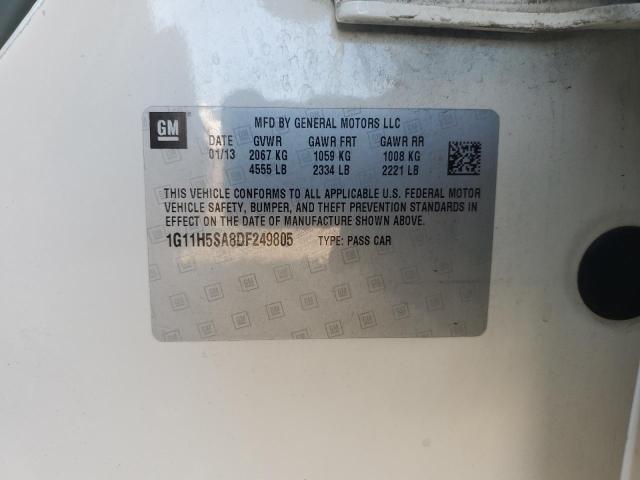 GM
MFD BY GENERAL MOTORS LLC
DATE GVWR GAWR FRT GAWR RR
01/13 2067 KG 1059 KG 1008 KG
4555 LB 2334 LB 2221 LB
THIS VEHICLE CONFORMS TO ALL APPLICABLE U.S. FEDERAL MOTOR
VEHICLE SAFETY, BUMPER, AND THEFT PREVENTION STANDARDS IN
EFFECT ON THE DATE OF MANUFACTURE SHOWN ABOVE.
1G11H5SA8DF249805 TYPE: PASS CAR